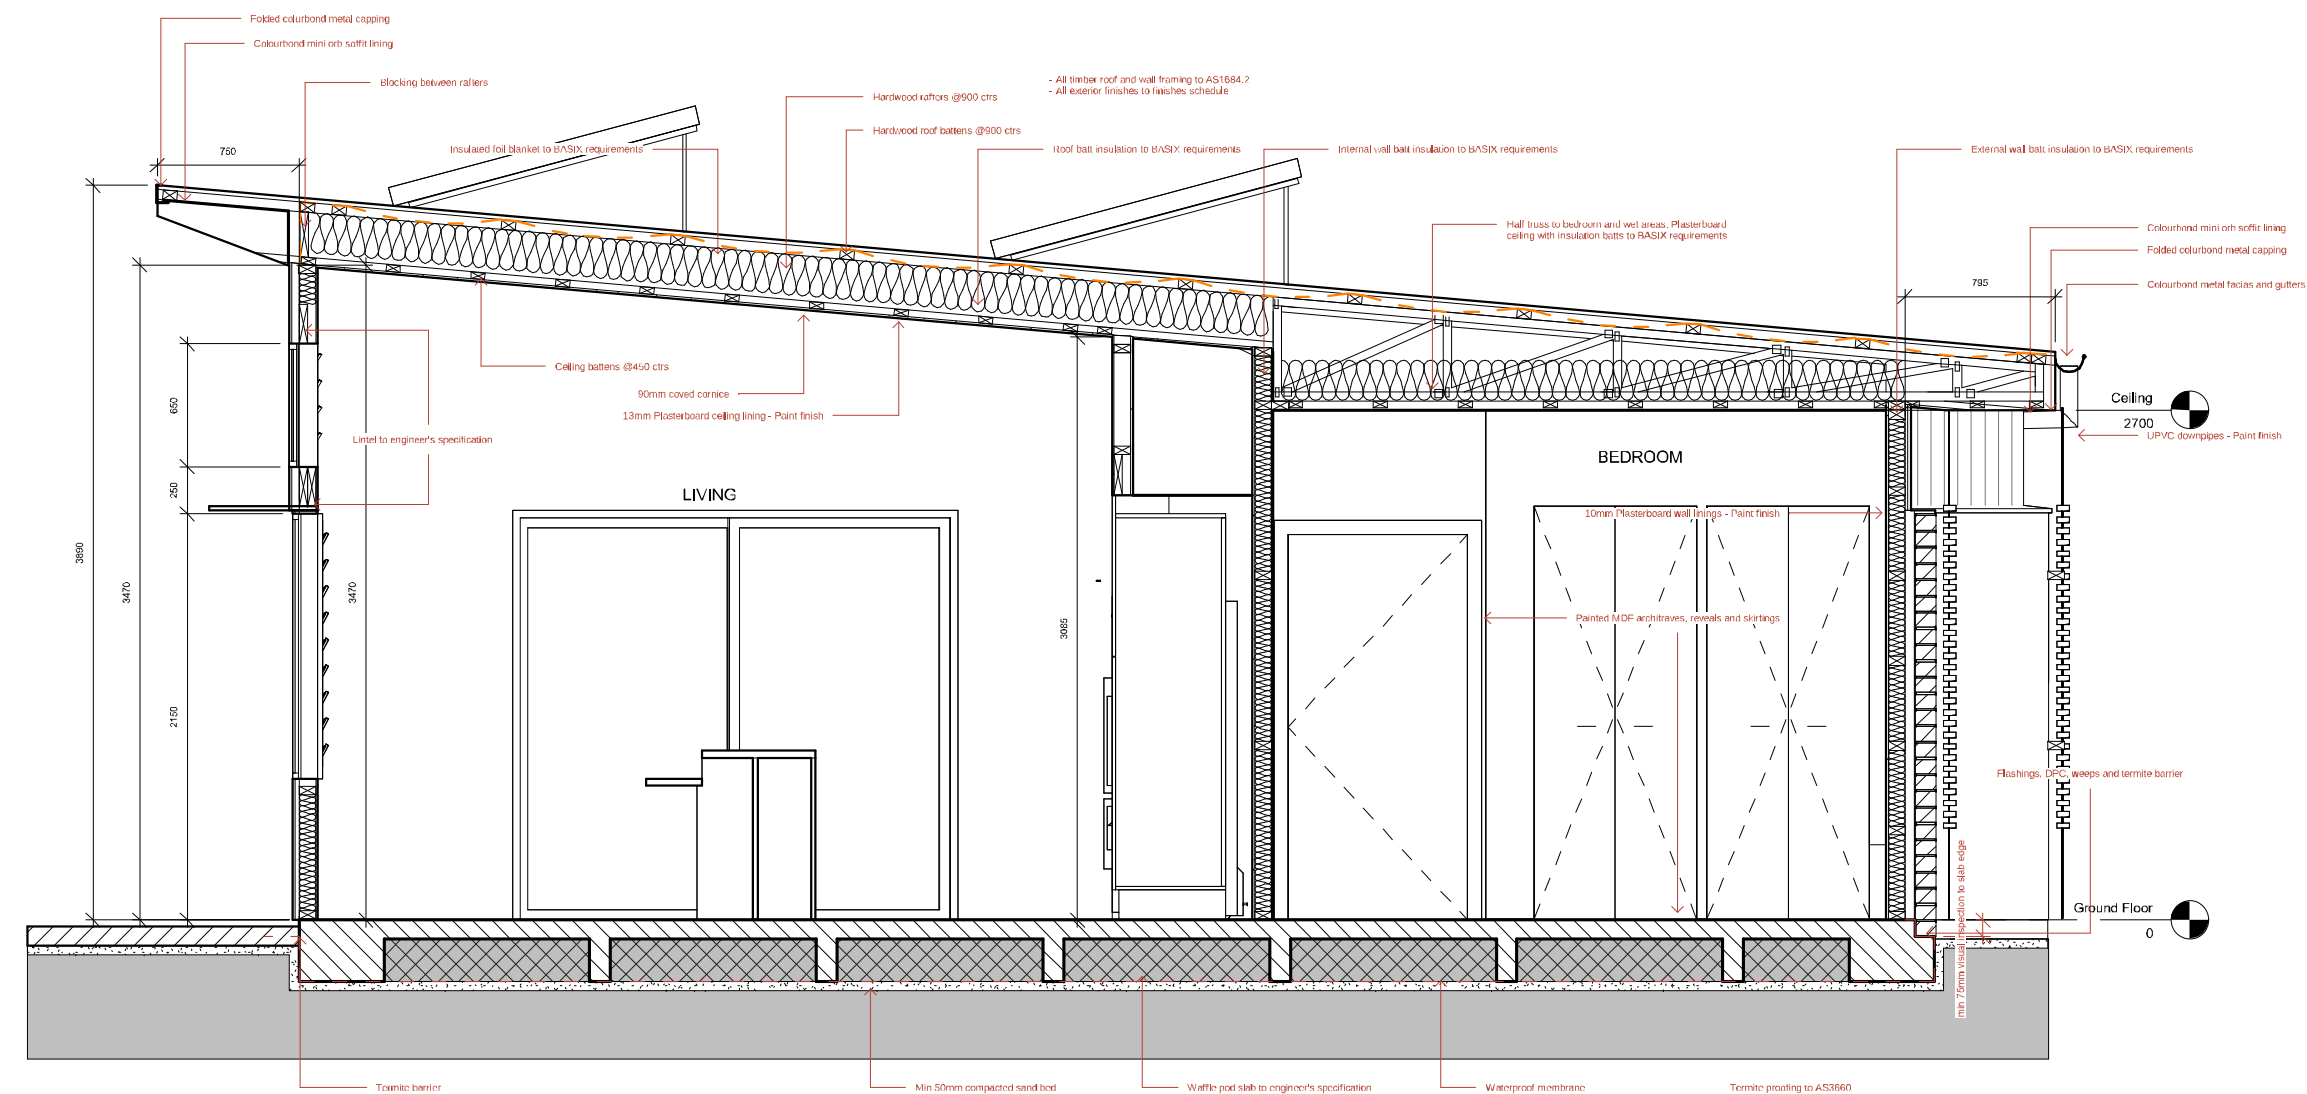 Folded colurbond metal capping
Colourbond mini orb soffit lining
Blocking between rafters
- All timber roof and wall framing to AS1684.2
- All exterior finishes to finishes schedule
Hardwood rafters @900 ctrs
Hardwood roof battens @900 ctrs
750
Insulated foil blanket to BASIX requirements
Roof batt insulation to BASIX requirements
Internal wall batt insulation to BASIX requirements
External wall batt insulation to BASIX requirements
Half truss to bedroom and wet areas. Plasterboard
ceiling with insulation batts to BASIX requirements
Colourbond mini orb soffit lining
Folded colurbond metal capping
795
Colourbond metal facias and gutters
Ceiling battens @450 ctrs
90mm coved cornice
13mm Plasterboard ceiling lining - Paint finish
Ceiling
2700
UPVC downpipes - Paint finish
650
Lintel to engineer's specification
BEDROOM
LIVING
250
10mm Plasterboard wall linings - Paint finish
3890
3470
3470
3085
Painted MDF architraves, reveals and skirtings
2150
Flashings, DPC, weeps and termite barrier
min 75mm visual inspection to slab edge
Ground Floor
0
Termite barrier
Min 50mm compacted sand bed
Waffle pod slab to engineer's specification
Waterproof membrane
Termite proofing to AS3660